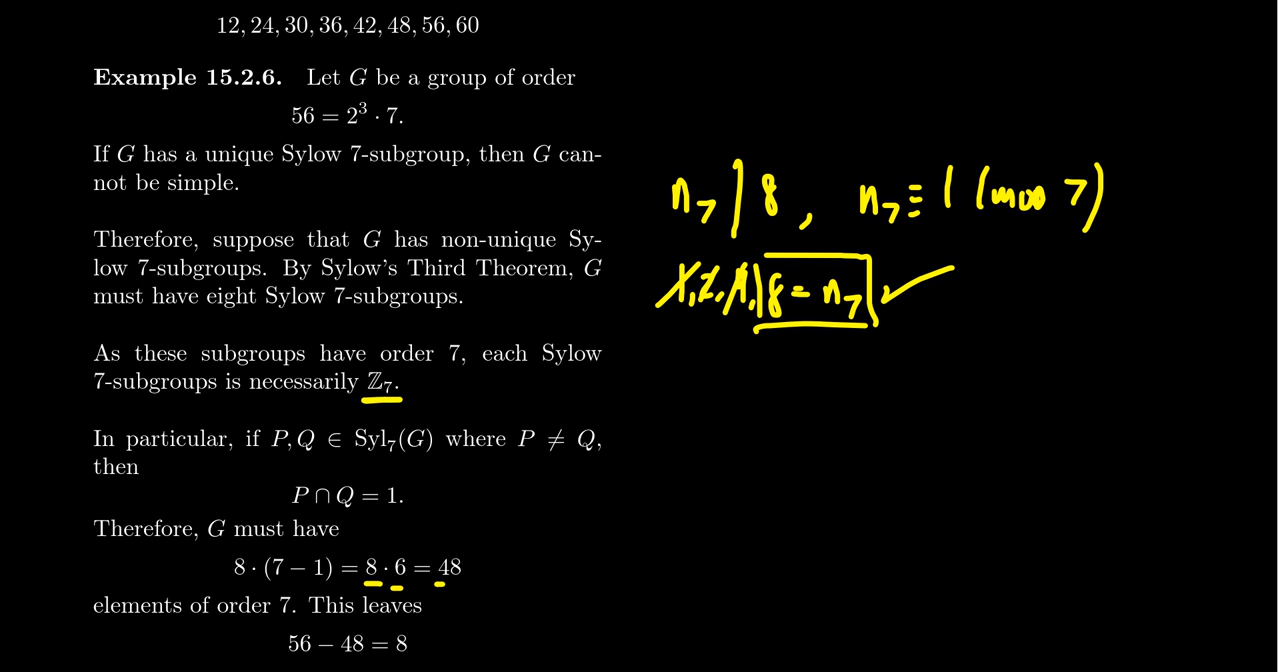 12, 24, 30, 36, 42, 48, 56, 60
Example 15.2.6. Let G be a group of order
56 = 2³ · 7.
If G has a unique Sylow 7-subgroup, then G can-
not be simple.
Therefore, suppose that G has non-unique Sy-
low 7-subgroups. By Sylow's Third Theorem, G
must have eight Sylow 7-subgroups.
As these subgroups have order 7, each Sylow
7-subgroups is necessarily ℤ₇.
In particular, if P, Q ∈ Syl₇(G) where P ≠ Q,
then
P ∩ Q = 1.
Therefore, G must have
8 · (7 − 1) = 8 · 6 = 48
elements of order 7. This leaves
56 − 48 = 8
n₇ | 8, n₇ ≡ 1 (mod 7)
1, 2, 4, 8 = n₇ ✓